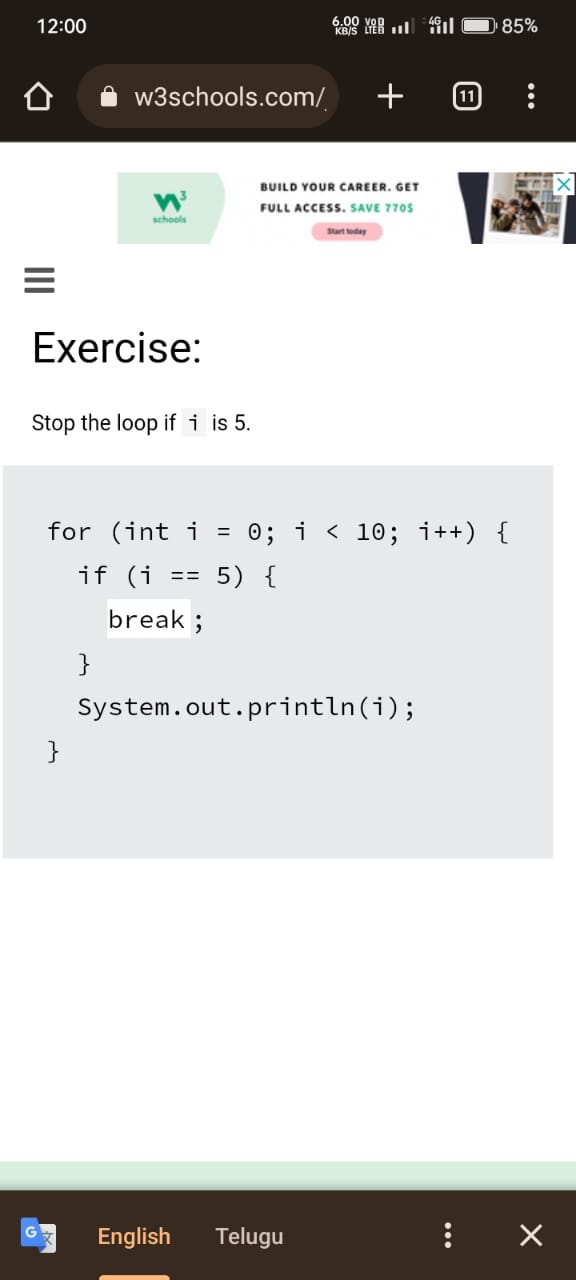 12:00
6.00 KB/S VoD LTE 4G 85%
w3schools.com/
11
w3 schools
BUILD YOUR CAREER. GET
FULL ACCESS. SAVE 770$
Start today
Exercise:
Stop the loop if i is 5.
for (int i = 0; i < 10; i++) {
if (i == 5) {
break;
}
System.out.println(i);
}
G 文
English Telugu